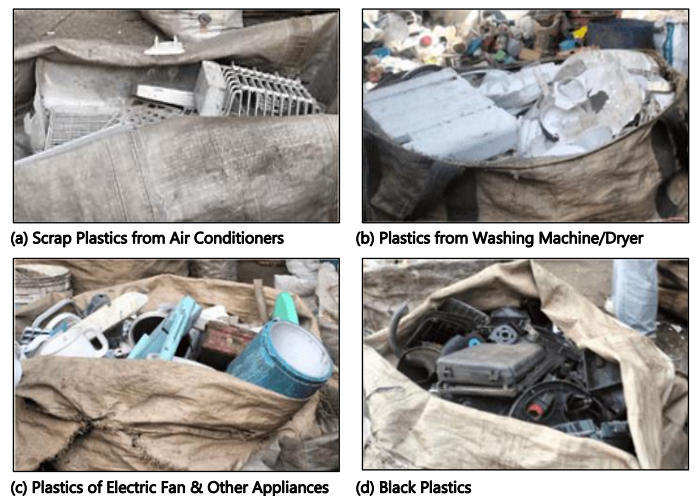 (a) Scrap Plastics from Air Conditioners
(b) Plastics from Washing Machine/Dryer
(c) Plastics of Electric Fan & Other Appliances
(d) Black Plastics